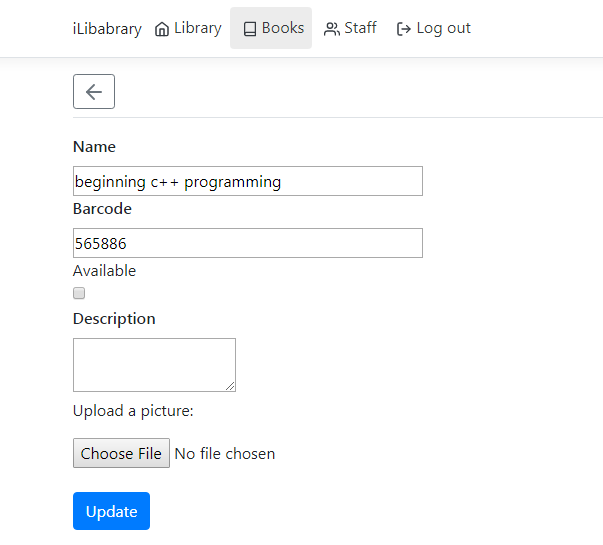 iLibabrary Library Books Staff Log out
Name
beginning c++ programming
Barcode
565886
Available
Description
Upload a picture:
Choose File No file chosen
Update